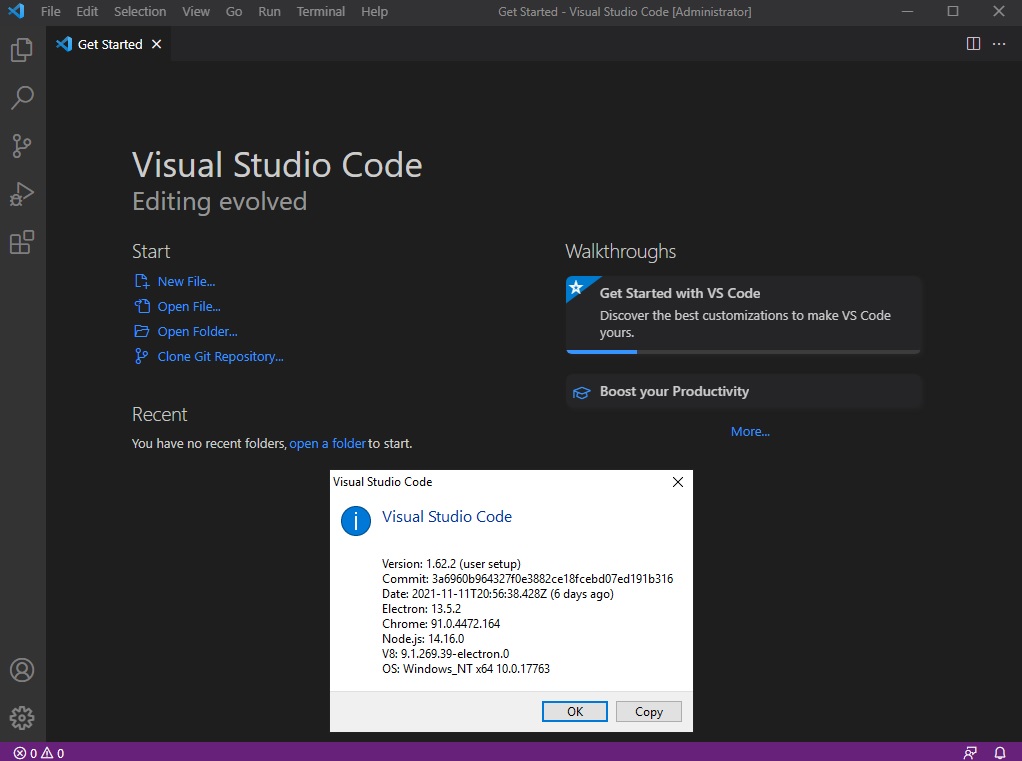 File Edit Selection View Go Run Terminal Help Get Started - Visual Studio Code [Administrator]
Get Started
Visual Studio Code
Editing evolved
Start
New File...
Open File...
Open Folder...
Clone Git Repository...
Recent
You have no recent folders, open a folder to start.
Walkthroughs
Get Started with VS Code
Discover the best customizations to make VS Code
yours.
Boost your Productivity
More...
Visual Studio Code
Visual Studio Code
Version: 1.62.2 (user setup)
Commit: 3a6960b964327f0e3882ce18fcebd07ed191b316
Date: 2021-11-11T20:56:38.428Z (6 days ago)
Electron: 13.5.2
Chrome: 91.0.4472.164
Node.js: 14.16.0
V8: 9.1.269.39-electron.0
OS: Windows_NT x64 10.0.17763
OK Copy
0 0